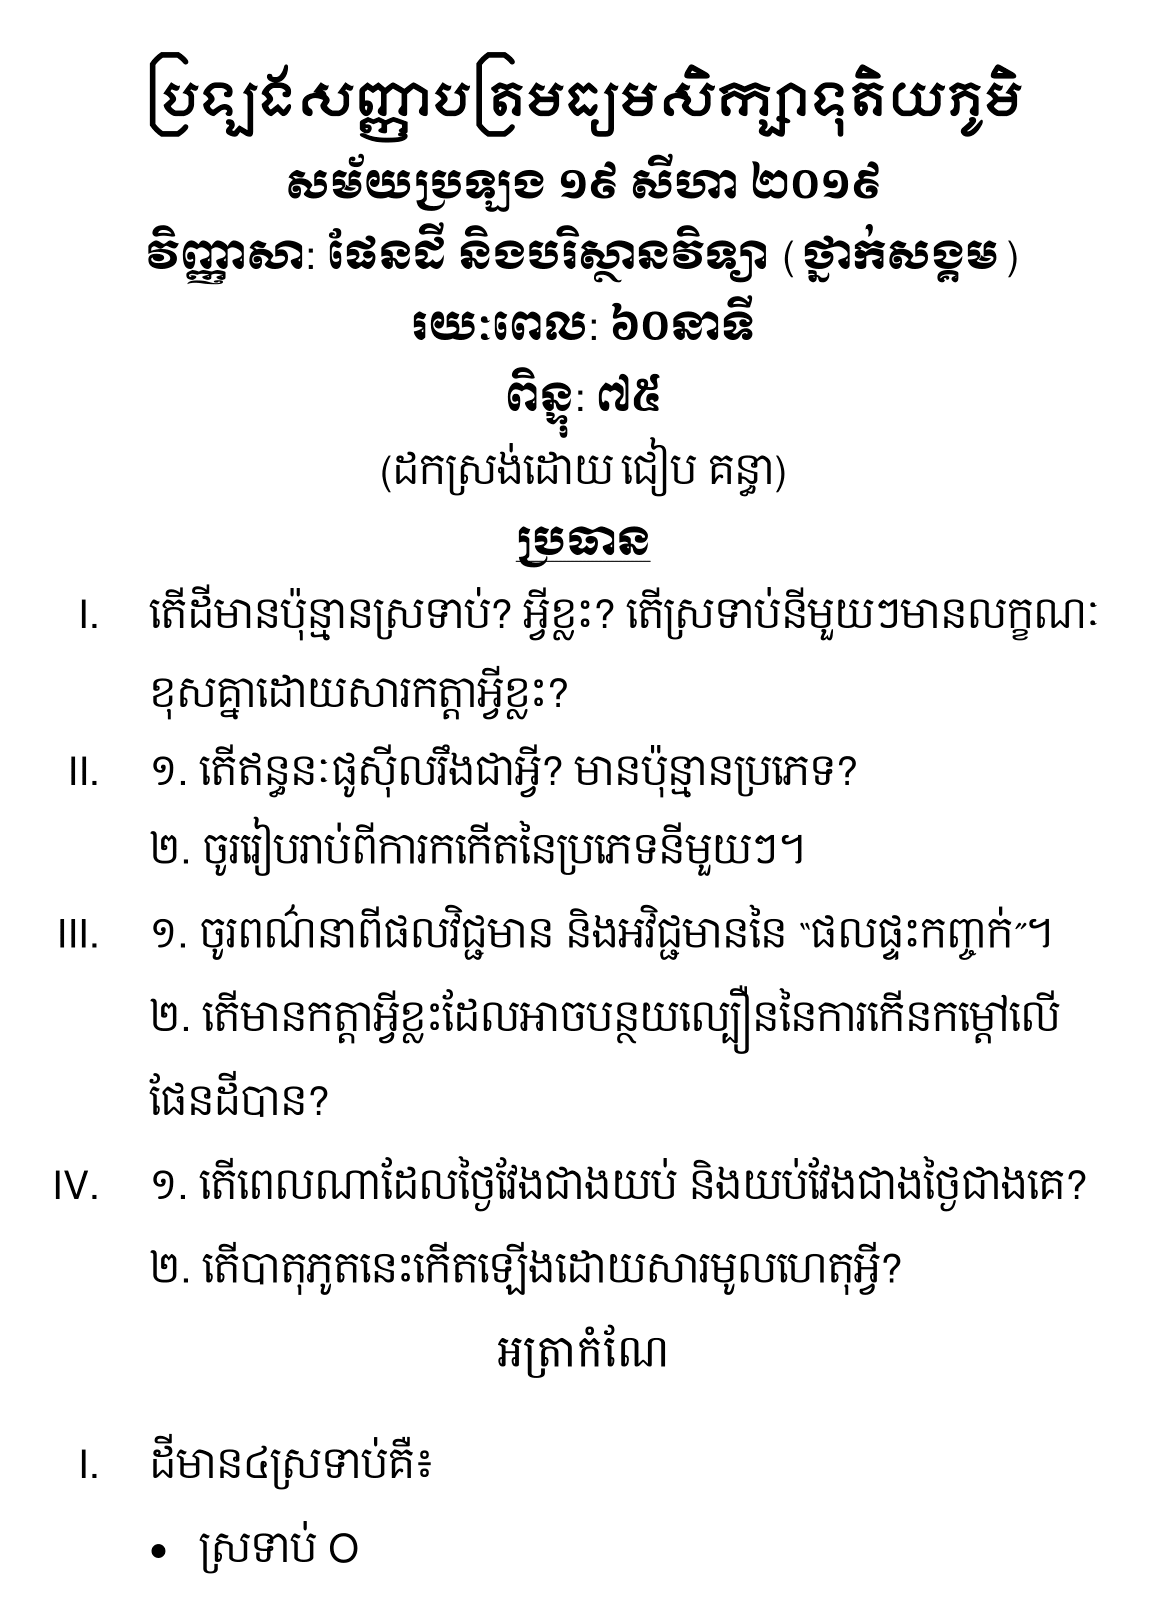 ប្រឡងសញ្ញាបត្រមធ្យមសិក្សាទុតិយភូមិ
សម័យប្រឡង ១៩ សីហា ២០១៩
វិញ្ញាសា: ផែនដី និងបរិស្ថានវិទ្យា (ថ្នាក់សង្គម)
រយៈពេល: ៦០នាទី
ពិន្ទុ: ៧៥
(ដកស្រង់ដោយ ជៀប គន្ធា)
ប្រធាន
I. តើដីមានប៉ុន្មានស្រទាប់? អ្វីខ្លះ? តើស្រទាប់នីមួយៗមានលក្ខណៈ
ខុសគ្នាដោយសារកត្តាអ្វីខ្លះ?
II. ១. តើឥន្ធនៈផូស៊ីលរឹងជាអ្វី? មានប៉ុន្មានប្រភេទ?
២. ចូររៀបរាប់ពីការកកើតនៃប្រភេទនីមួយៗ។
III. ១. ចូរពណ៌នាពីផលវិជ្ជមាន និងអវិជ្ជមាននៃ “ផលផ្ទះកញ្ចក់”។
២. តើមានកត្តាអ្វីខ្លះដែលអាចបន្ថយល្បឿននៃការកើនកម្តៅលើ
ផែនដីបាន?
IV. ១. តើពេលណាដែលថ្ងៃវែងជាងយប់ និងយប់វែងជាងថ្ងៃជាងគេ?
២. តើបាតុភូតនេះកើតឡើងដោយសារមូលហេតុអ្វី?
អត្រាកំណែ
I. ដីមាន៤ស្រទាប់គឺ៖
• ស្រទាប់ O